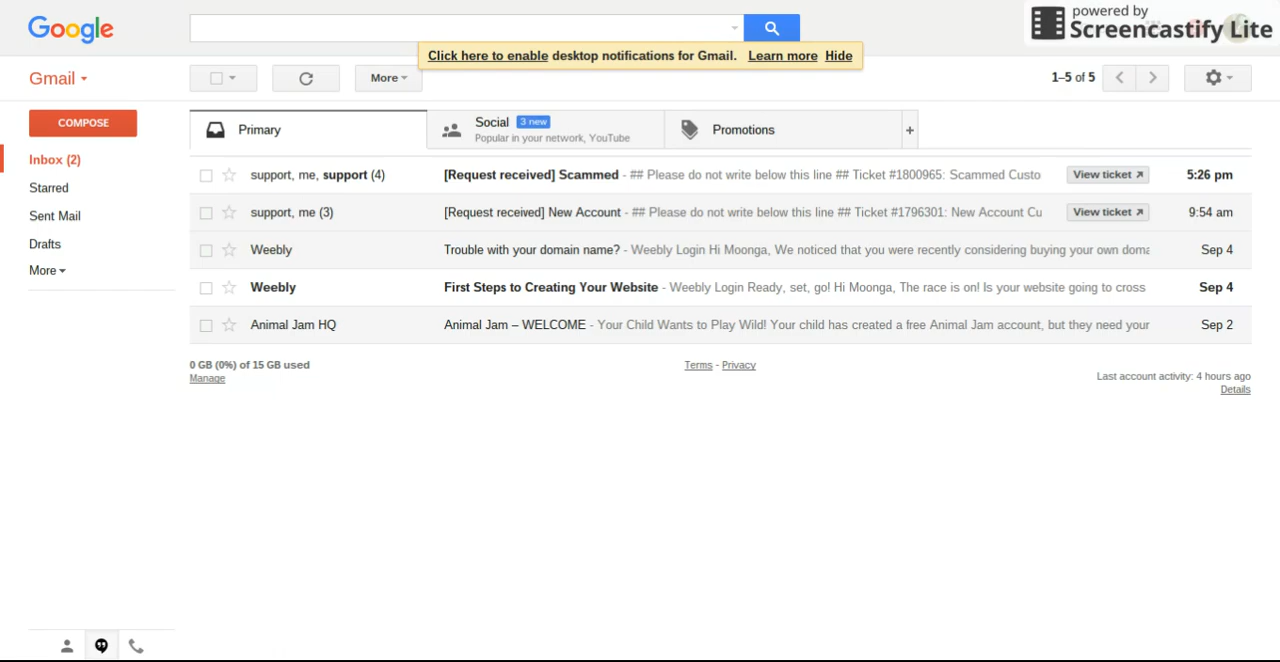 powered by
Screencastify Lite
Google
Click here to enable desktop notifications for Gmail. Learn more Hide
Gmail
More
1–5 of 5
COMPOSE
Primary
Social 3 new
Popular in your network, YouTube
Promotions
+
Inbox (2)
Starred
Sent Mail
Drafts
More
support, me, support (4) [Request received] Scammed - ## Please do not write below this line ## Ticket #1800965: Scammed Custo View ticket 5:26 pm
support, me (3) [Request received] New Account - ## Please do not write below this line ## Ticket #1796301: New Account Cu View ticket 9:54 am
Weebly Trouble with your domain name? - Weebly Login Hi Moonga, We noticed that you were recently considering buying your own doma Sep 4
Weebly First Steps to Creating Your Website - Weebly Login Ready, set, go! Hi Moonga, The race is on! Is your website going to cross Sep 4
Animal Jam HQ Animal Jam – WELCOME - Your Child Wants to Play Wild! Your child has created a free Animal Jam account, but they need your Sep 2
0 GB (0%) of 15 GB used
Manage
Terms - Privacy
Last account activity: 4 hours ago
Details